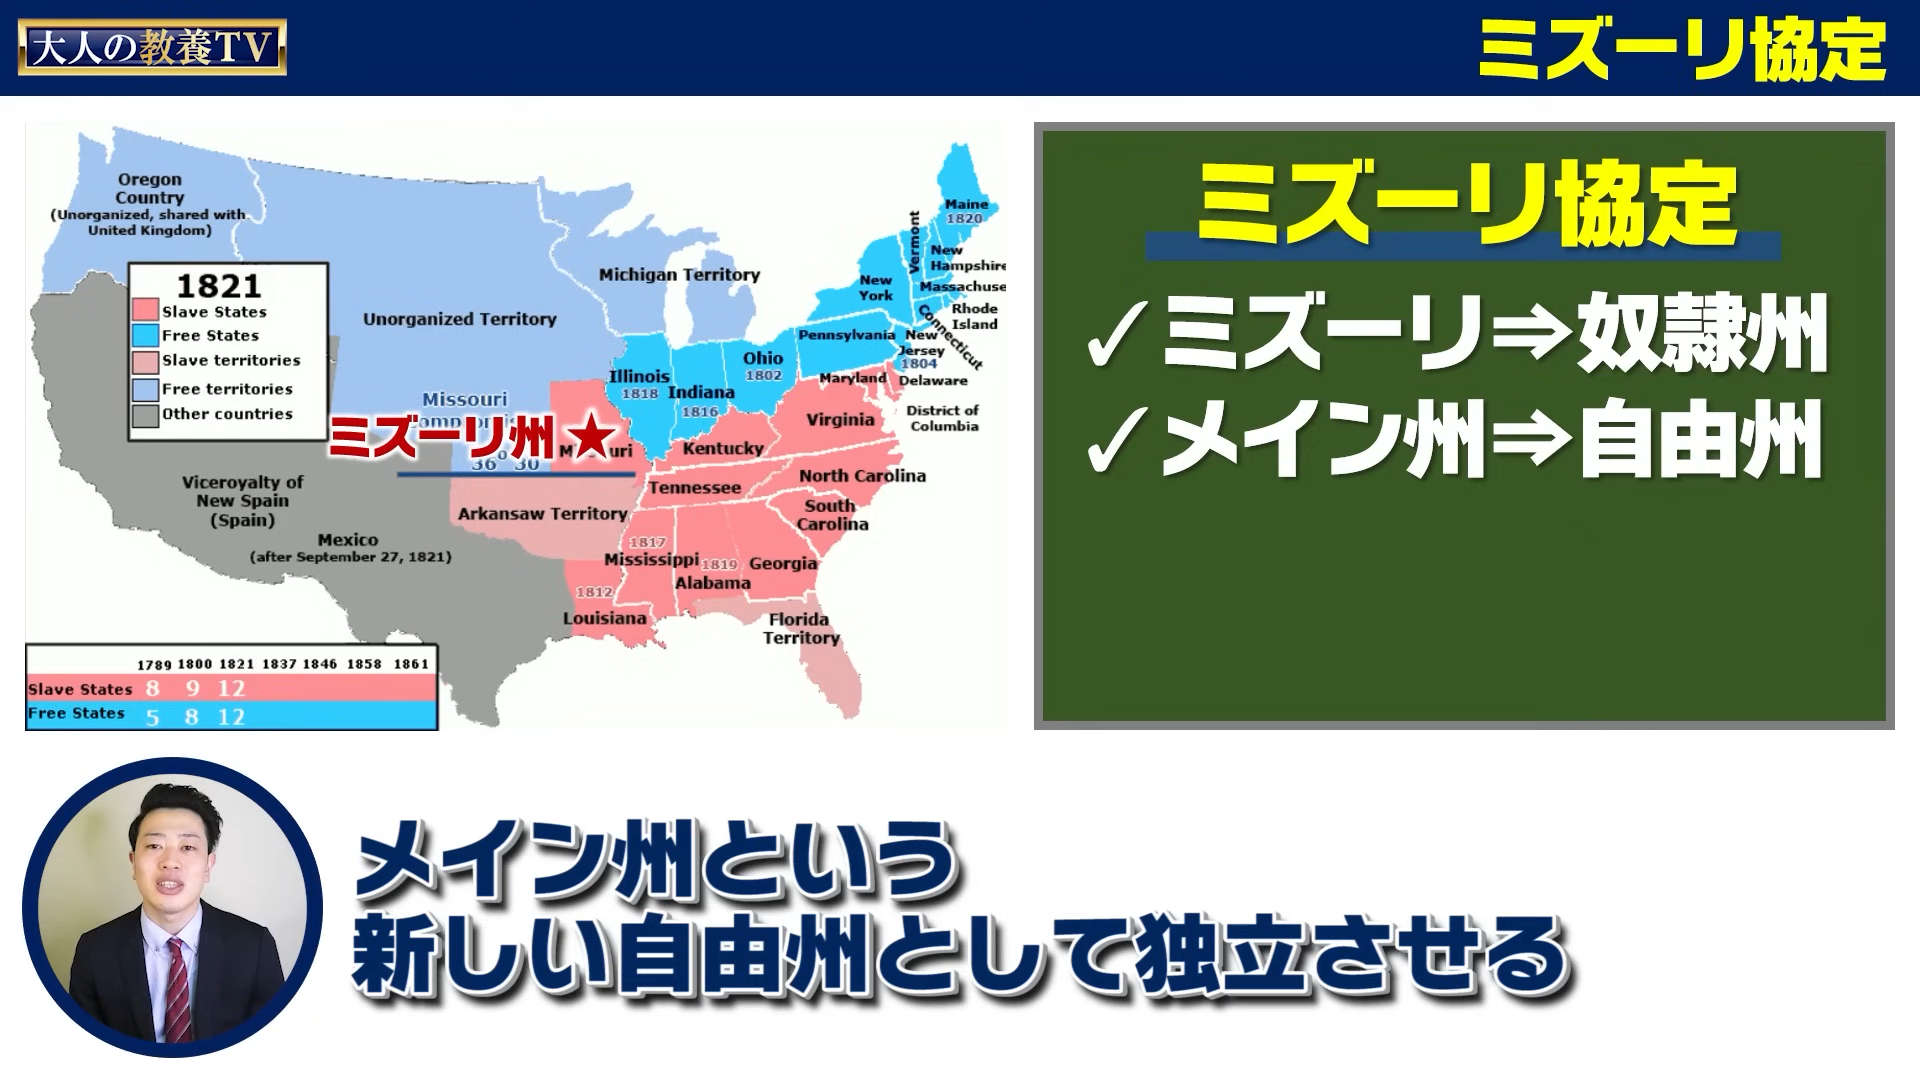 大人の教養TV
ミズーリ協定
Oregon
Country
(Unorganized, shared with
United Kingdom)
1821
Slave States
Free States
Slave territories
Free territories
Other countries
Unorganized Territory
Michigan Territory
Maine
1820
Vermont
New
Hampshire
Massachuse
New
York
Rhode
Island
Connecticut
Pennsylvania
New
Jersey
1804
Ohio
1802
Illinois
1818
Indiana
1816
Maryland
Delaware
District of
Columbia
Virginia
Missouri
ミズーリ州★
36° 30
Kentucky
North Carolina
Tennessee
South
Carolina
Arkansaw Territory
Viceroyalty of
New Spain
(Spain)
Mexico
(after September 27, 1821)
1817
Mississippi
1819
Alabama
Georgia
1812
Louisiana
Florida
Territory
1789 1800 1821 1837 1846 1858 1861
Slave States 8 9 12
Free States 5 8 12
ミズーリ協定
✓ミズーリ⇒奴隷州
✓メイン州⇒自由州
メイン州という
新しい自由州として独立させる